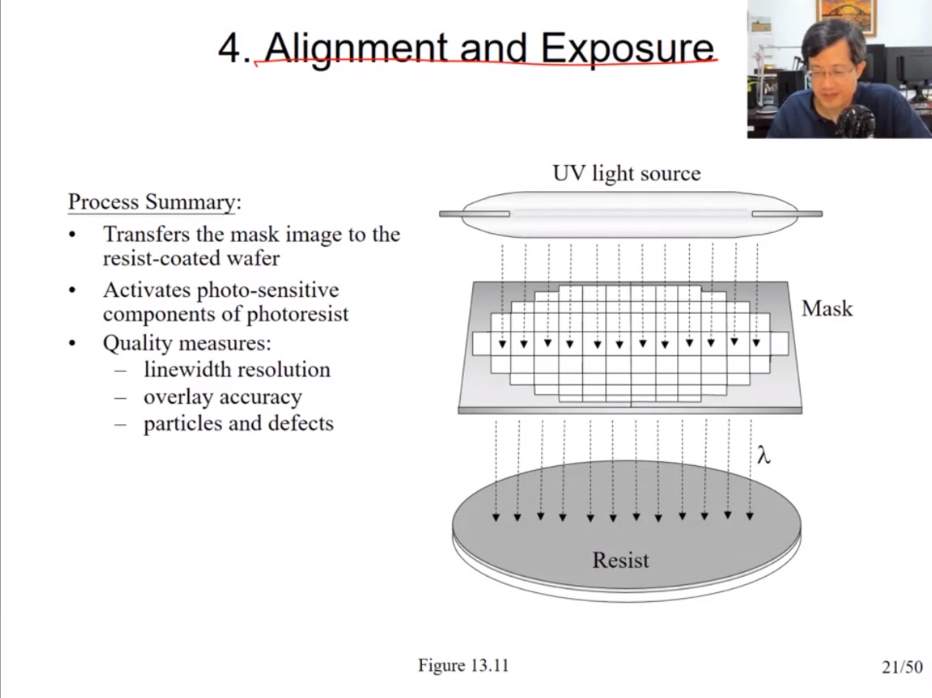 4. Alignment and Exposure
Process Summary:
• Transfers the mask image to the
resist-coated wafer
• Activates photo-sensitive
components of photoresist
• Quality measures:
– linewidth resolution
– overlay accuracy
– particles and defects
UV light source
Mask
λ
Resist
Figure 13.11
21/50